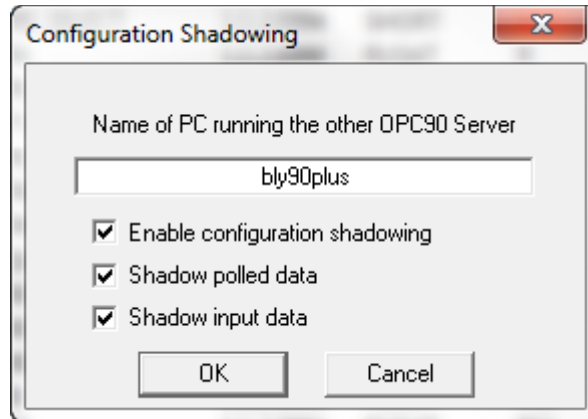 Configuration Shadowing
Name of PC running the other OPC90 Server
bly90plus
Enable configuration shadowing
Shadow polled data
Shadow input data
OK
Cancel